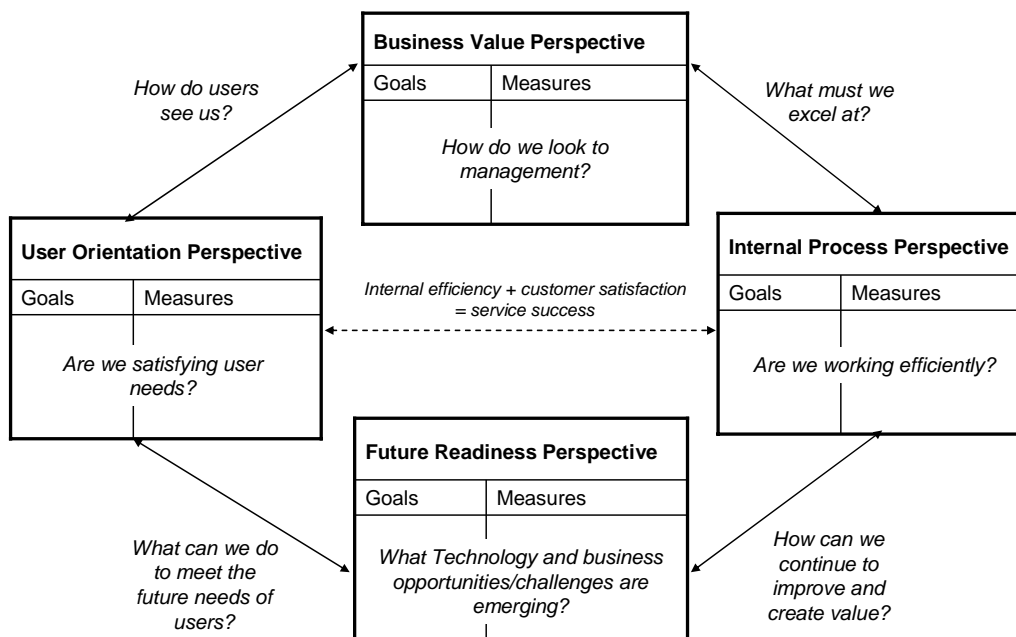 Business Value Perspective
Goals Measures
How do we look to
management?
How do users
see us?
What must we
excel at?
User Orientation Perspective
Goals Measures
Are we satisfying user
needs?
Internal efficiency + customer satisfaction
= service success
Internal Process Perspective
Goals Measures
Are we working efficiently?
Future Readiness Perspective
Goals Measures
What Technology and business
opportunities/challenges are
emerging?
What can we do
to meet the
future needs of
users?
How can we
continue to
improve and
create value?